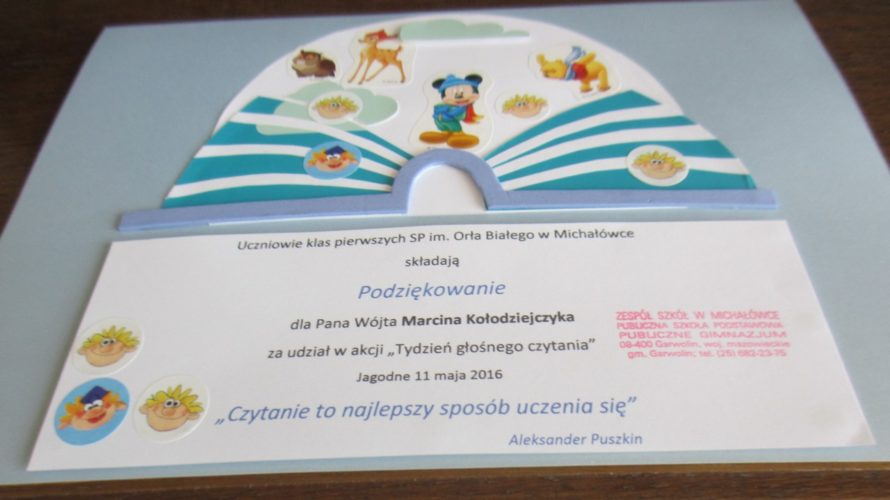 Uczniowie klas pierwszych SP im. Orła Białego w Michałówce
składają
Podziękowanie
dla Pana Wójta Marcina Kołodziejczyka
za udział w akcji „Tydzień głośnego czytania”
Jagodne 11 maja 2016
„Czytanie to najlepszy sposób uczenia się”
Aleksander Puszkin
ZESPÓŁ SZKÓŁ W MICHAŁÓWCE
PUBLICZNA SZKOŁA PODSTAWOWA
PUBLICZNE GIMNAZJUM
08-400 Garwolin, woj. mazowieckie
gm. Garwolin; tel. (25) 682-23-75